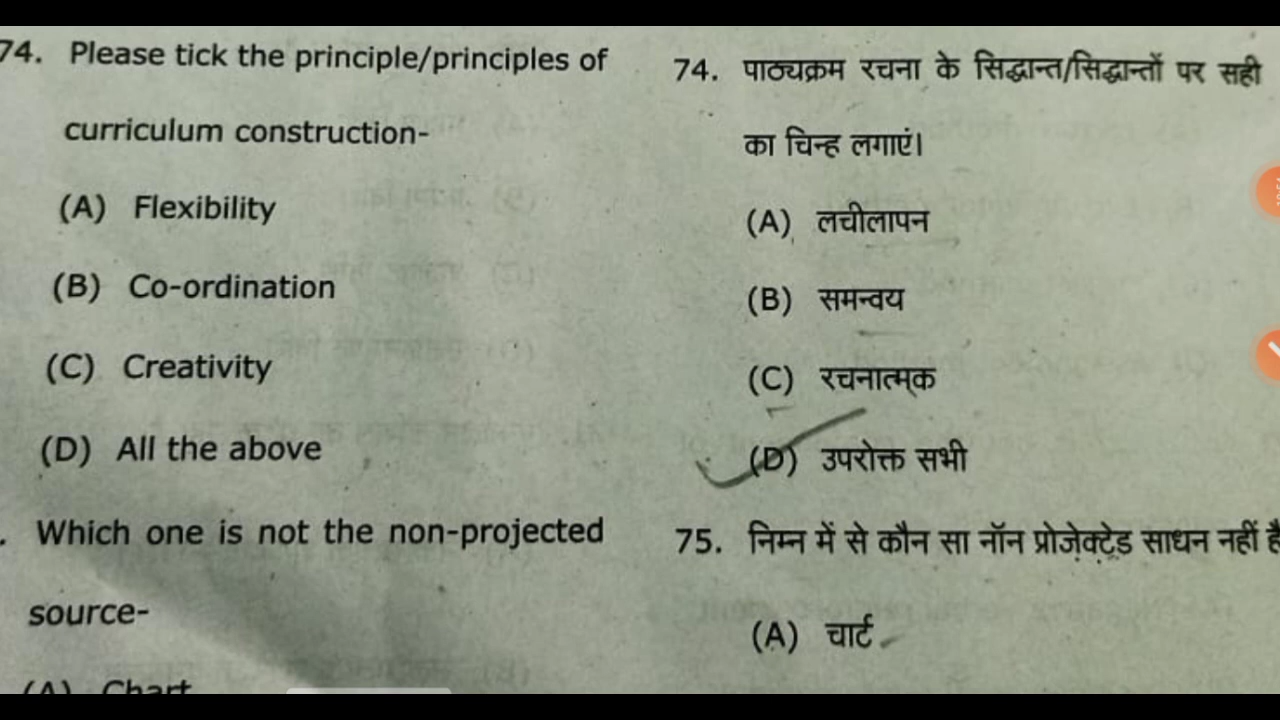 74. Please tick the principle/principles of
curriculum construction-
(A) Flexibility
(B) Co-ordination
(C) Creativity
(D) All the above
. Which one is not the non-projected
source-
(A) Chart
74. पाठ्यक्रम रचना के सिद्धान्त/सिद्धान्तों पर सही
का चिन्ह लगाएं।
(A) लचीलापन
(B) समन्वय
(C) रचनात्म्क
(D) उपरोक्त सभी
75. निम्न में से कौन सा नॉन प्रोजेक्ट्रेड साधन नहीं है
(A) चार्ट